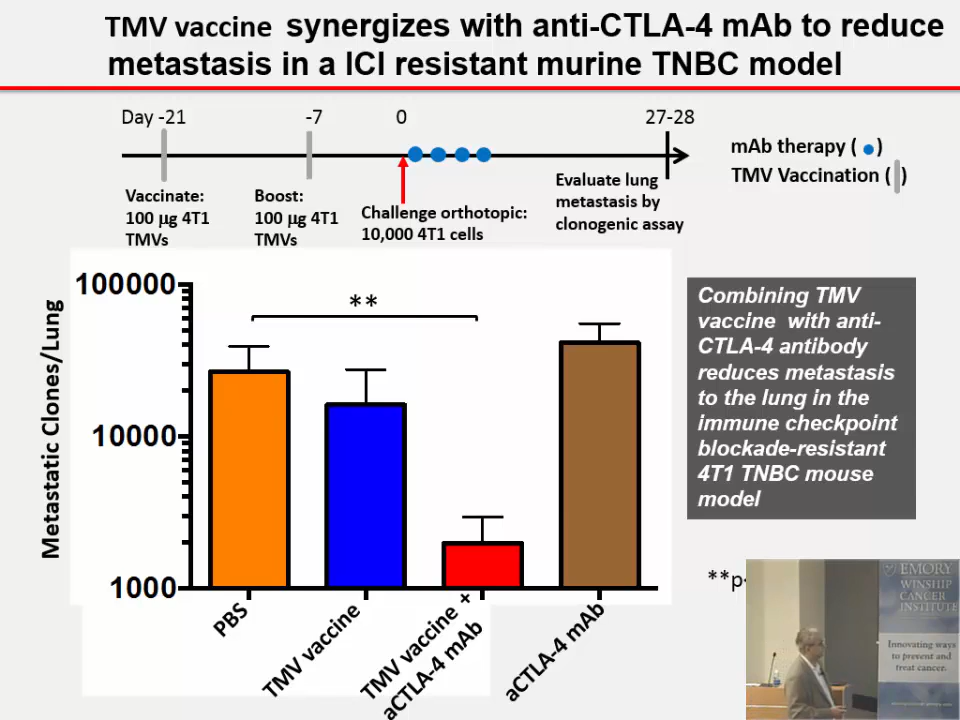 TMV vaccine synergizes with anti-CTLA-4 mAb to reduce
metastasis in a ICI resistant murine TNBC model
Day -21
-7
0
27-28
mAb therapy ( )
TMV Vaccination ( )
Vaccinate:
100 µg 4T1
TMVs
Boost:
100 µg 4T1
TMVs
Challenge orthotopic:
10,000 4T1 cells
Evaluate lung
metastasis by
clonogenic assay
Metastatic Clones/Lung
100000
10000
1000
**
PBS
TMV vaccine
TMV vaccine +
aCTLA-4 mAb
aCTLA-4 mAb
Combining TMV
vaccine with anti-
CTLA-4 antibody
reduces metastasis
to the lung in the
immune checkpoint
blockade-resistant
4T1 TNBC mouse
model
**p<
EMORY
WINSHIP
CANCER
INSTITUTE
Innovating ways
to prevent and
treat cancer.